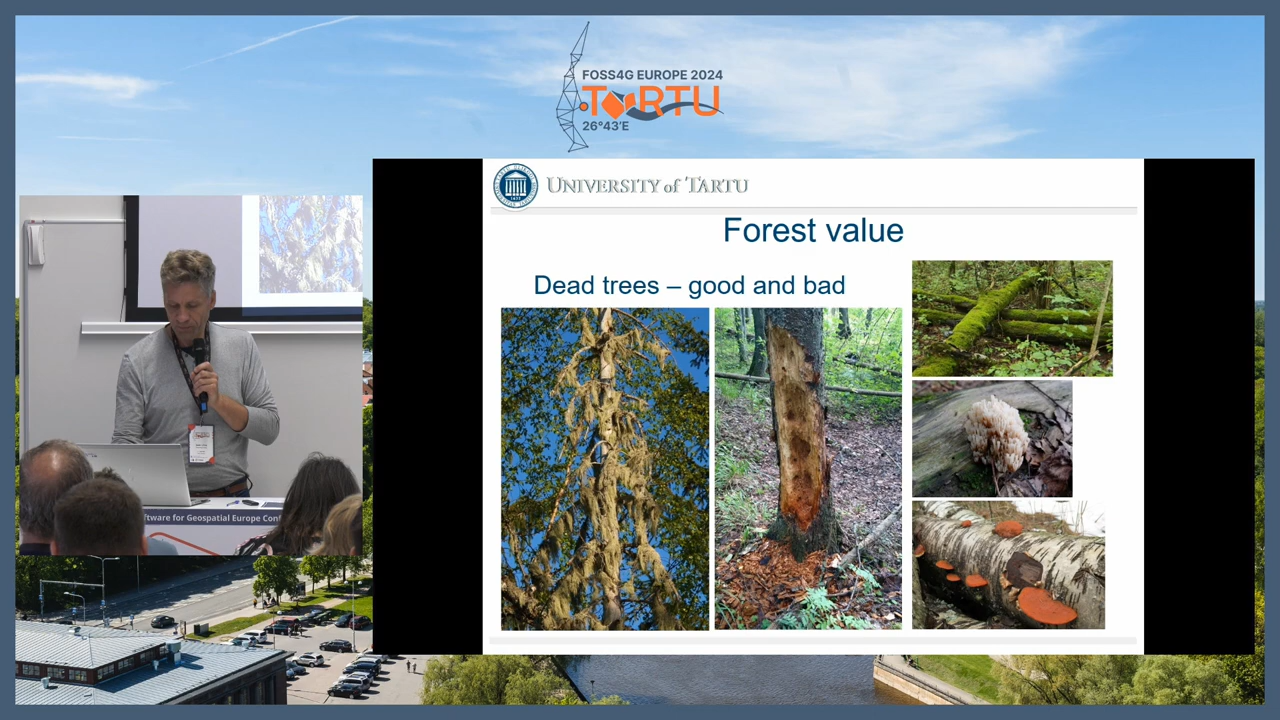 FOSS4G EUROPE 2024
TARTU
26°43'E
UNIVERSITY of TARTU
Forest value
Dead trees – good and bad
ftware for Geospatial Europe Con